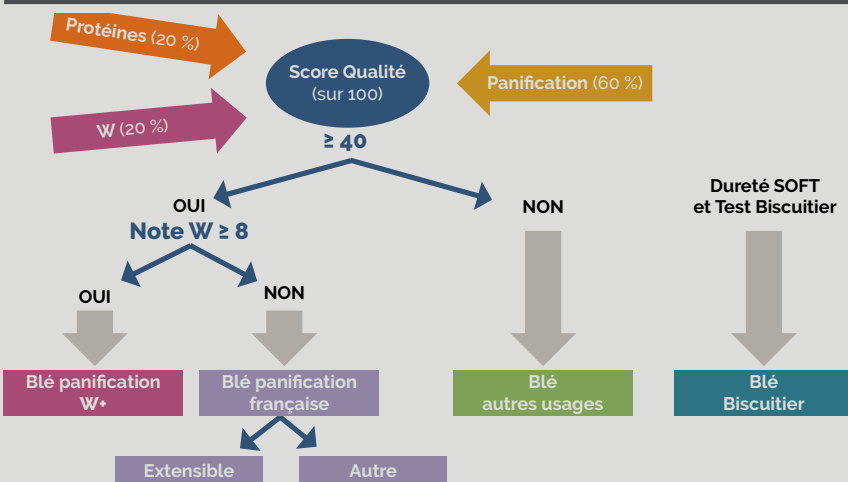 Protéines (20 %)
Score Qualité
(sur 100)
Panification (60 %)
W (20 %)
≥ 40
Dureté SOFT
et Test Biscuitier
OUI
NON
Note W ≥ 8
OUI
NON
Blé panification
W+
Blé panification
française
Blé
autres usages
Blé
Biscuitier
Extensible
Autre